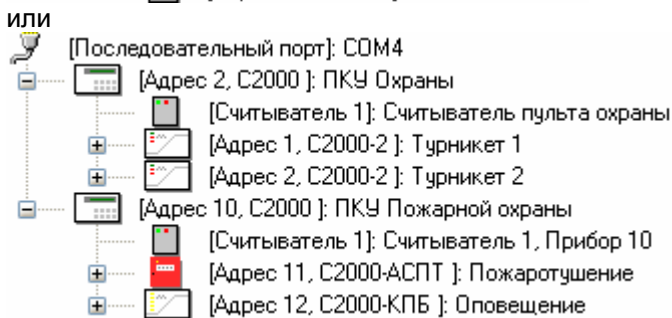 или
[Последовательный порт]: COM4
[Адрес 2, С2000 ]: ПКУ Охраны
[Считыватель 1]: Считыватель пульта охраны
[Адрес 1, С2000-2 ]: Турникет 1
[Адрес 2, С2000-2 ]: Турникет 2
[Адрес 10, С2000 ]: ПКУ Пожарной охраны
[Считыватель 1]: Считыватель 1, Прибор 10
[Адрес 11, С2000-АСПТ ]: Пожаротушение
[Адрес 12, С2000-КПБ ]: Оповещение